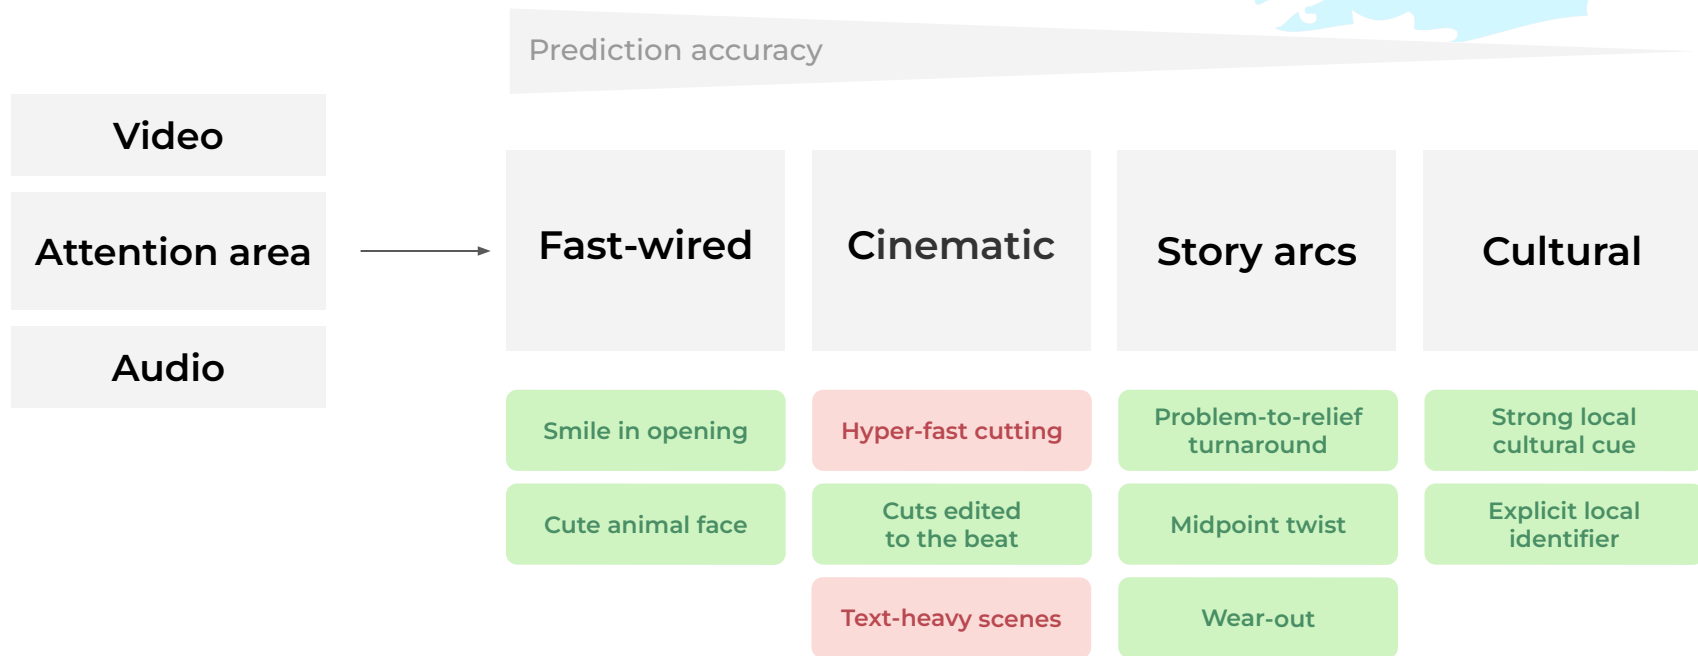 Prediction accuracy
Video
Attention area
Audio
Fast-wired
Cinematic
Story arcs
Cultural
Smile in opening
Hyper-fast cutting
Problem-to-relief
turnaround
Strong local
cultural cue
Cute animal face
Cuts edited
to the beat
Midpoint twist
Explicit local
identifier
Text-heavy scenes
Wear-out